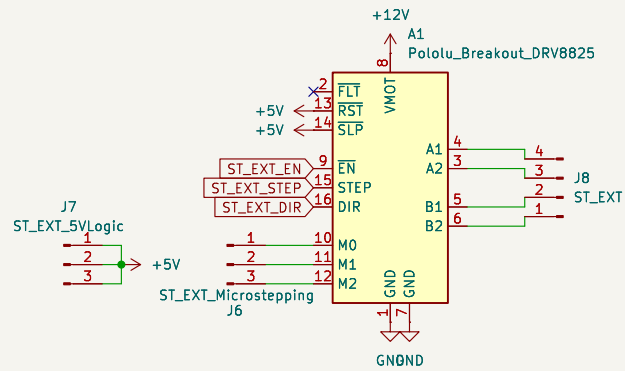 +12V
A1
Pololu_Breakout_DRV8825
8
VMOT
2 FLT
+5V 13 RST
+5V 14 SLP
ST_EXT_EN 9 EN
ST_EXT_STEP 15 STEP
ST_EXT_DIR 16 DIR
A1 4 4
A2 3 3
J8
ST_EXT
B1 5 2
B2 6 1
J7
ST_EXT_5VLogic
1
2 +5V
3
1 10 M0
2 11 M1
3 12 M2
ST_EXT_Microstepping
J6
GND GND
1 7
GND GND